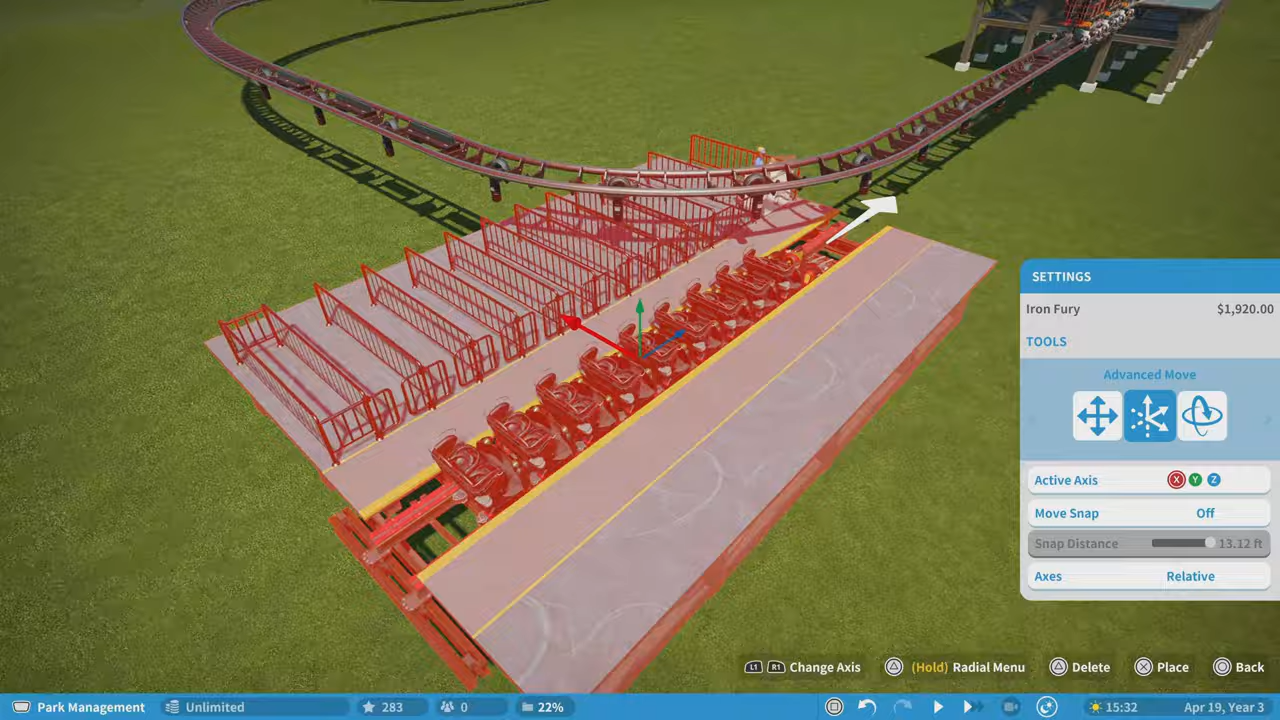 SETTINGS
Iron Fury $1,920.00
TOOLS
Advanced Move
Active Axis X Y Z
Move Snap Off
Snap Distance 13.12 ft
Axes Relative
L1 R1 Change Axis (Hold) Radial Menu Delete Place Back
Park Management Unlimited 283 0 22% 15:32 Apr 19, Year 3